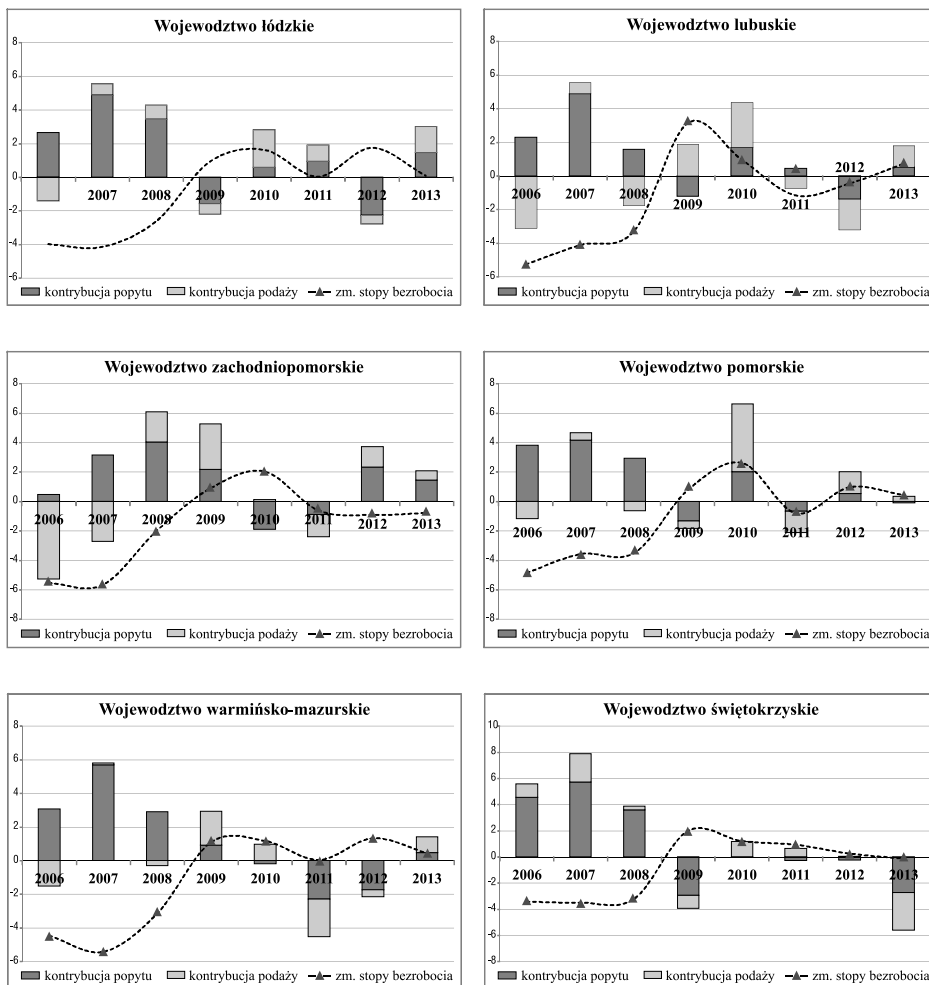 Wojewodztwo łódzkie
8
6
4
2
0
-2
-4
-6
2007 2008 2009 2010 2011 2012 2013
kontrybucja popytu kontrybucja podaży zm. stopy bezrobocia
Wojewodztwo lubuskie
8
6
4
2
0
-2
-4
-6
2006 2007 2008 2009 2010 2011 2012 2013
kontrybucja popytu kontrybucja podaży zm. stopy bezrobocia
Wojewodztwo zachodniopomorskie
8
6
4
2
0
-2
-4
-6
-8
2006 2007 2008 2009 2010 2011 2012 2013
kontrybucja popytu kontrybucja podaży zm. stopy bezrobocia
Wojewodztwo pomorskie
8
6
4
2
0
-2
-4
-6
-8
2006 2007 2008 2009 2010 2011 2012 2013
kontrybucja popytu kontrybucja podaży zm. stopy bezrobocia
Wojewodztwo warmińsko-mazurskie
8
6
4
2
0
-2
-4
-6
2006 2007 2008 2009 2010 2011 2012 2013
kontrybucja popytu kontrybucja podaży zm. stopy bezrobocia
Wojewodztwo świętokrzyskie
10
8
6
4
2
0
-2
-4
-6
-8
2006 2007 2008 2009 2010 2011 2012 2013
kontrybucja popytu kontrybucja podaży zm. stopy bezrobocia